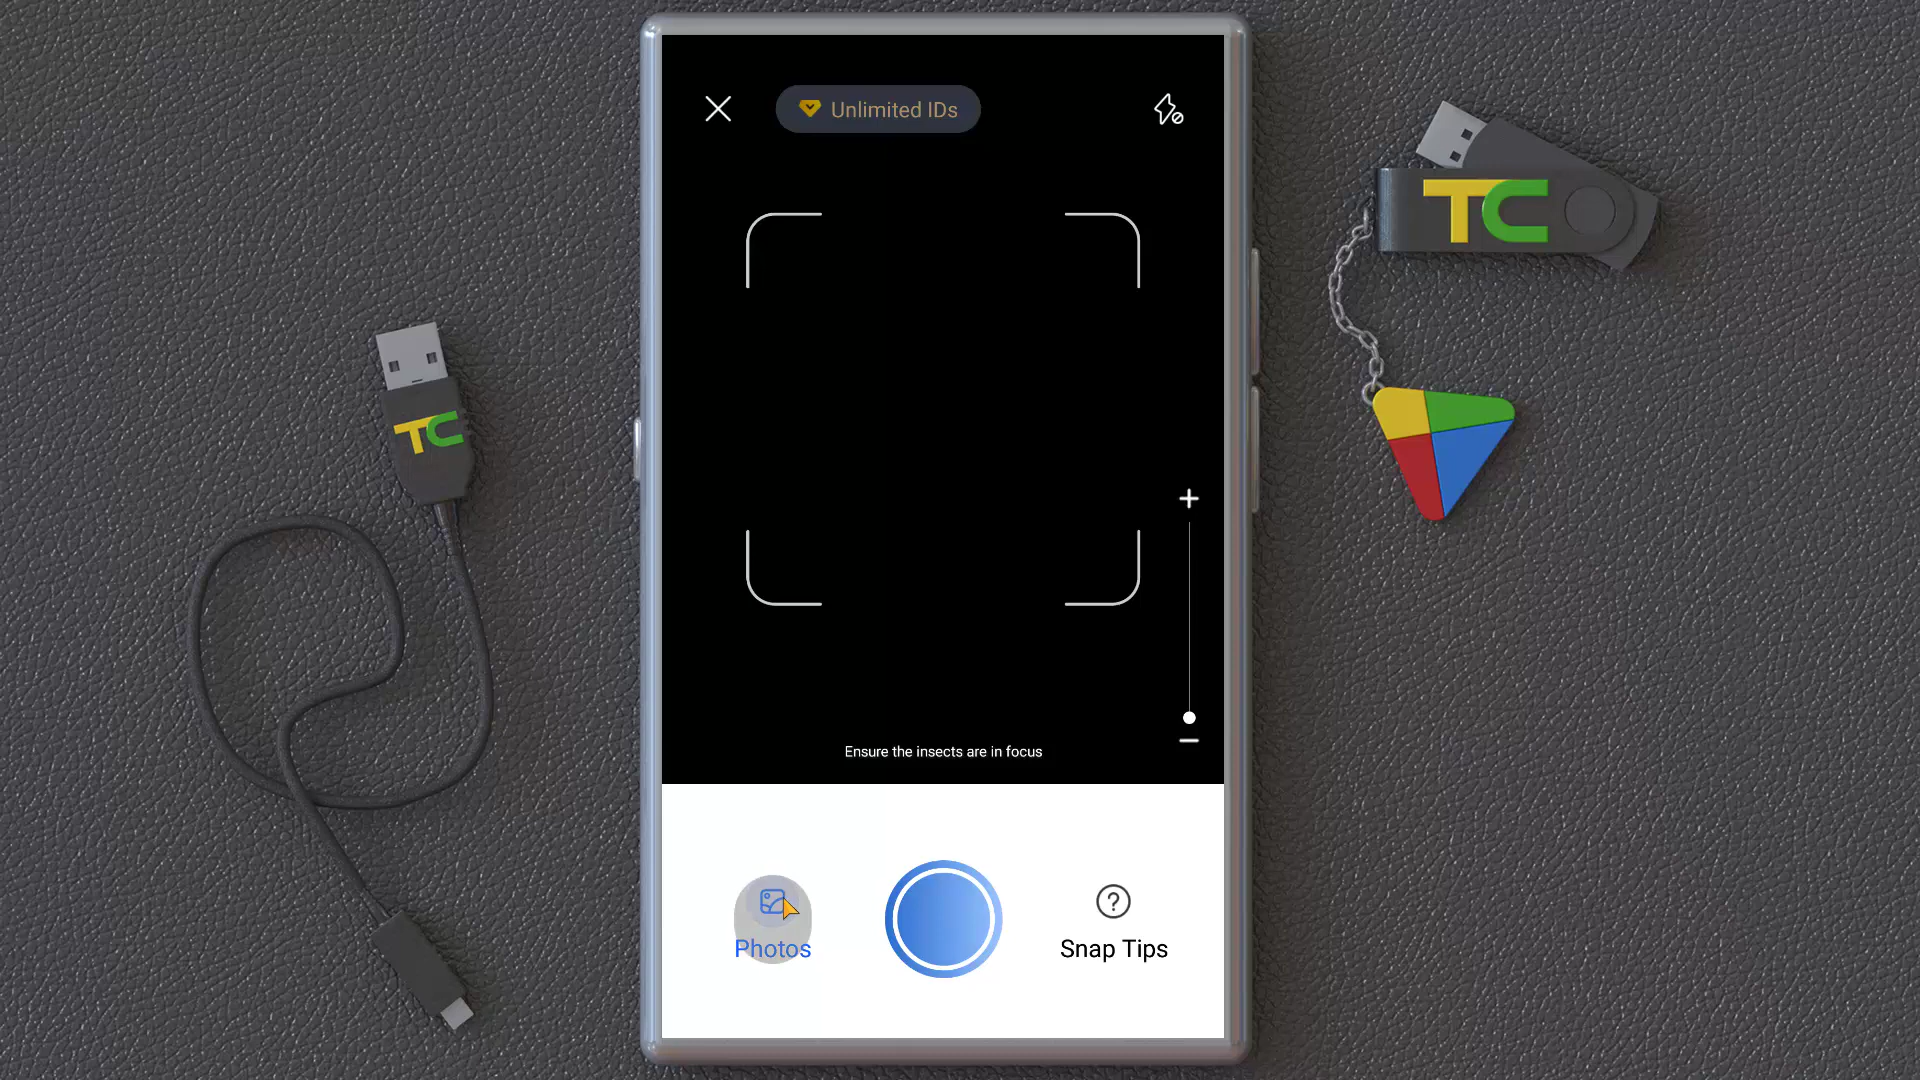 Unlimited IDs
TC
TC
Ensure the insects are in focus
Photos
Snap Tips